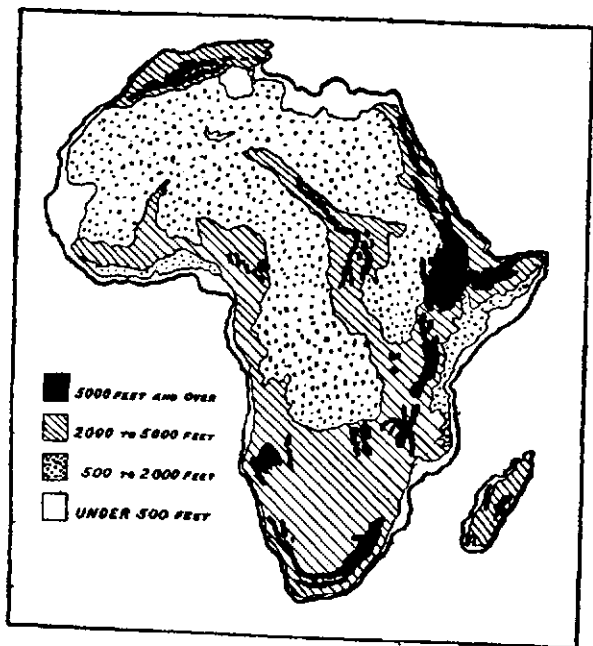 5000 FEET AND OVER
2000 TO 5000 FEET
500 TO 2000 FEET
UNDER 500 FEET